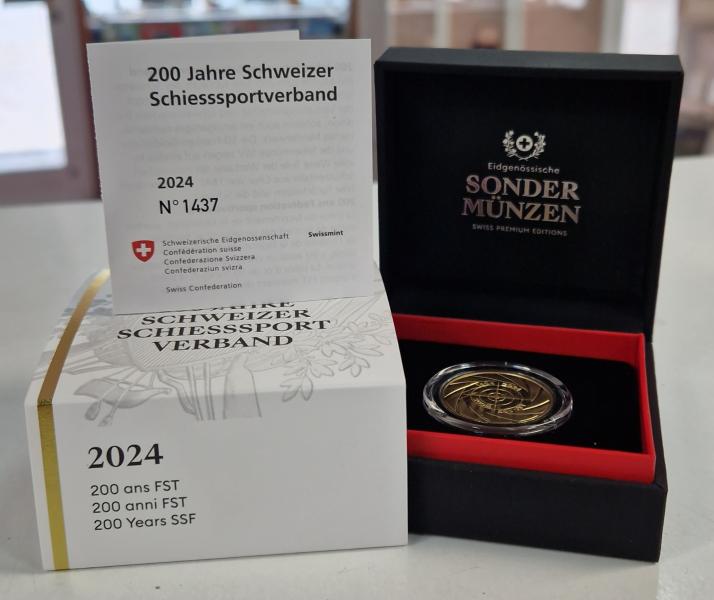 200 Jahre Schweizer
Schiesssportverband
2024
N° 1437
Schweizerische Eidgenossenschaft
Confédération suisse
Confederazione Svizzera
Confederaziun svizra
Swiss Confederation
Swissmint
SCHWEIZER
SCHIESSSPORT
VERBAND
2024
200 ans FST
200 anni FST
200 Years SSF
Eidgenössische
SONDER
MÜNZEN
SWISS PREMIUM EDITIONS